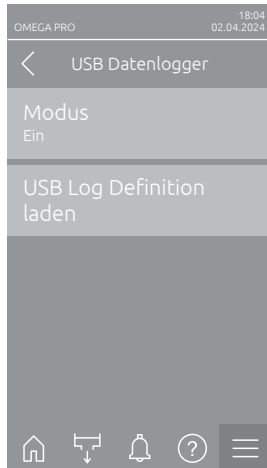 18:04
OMEGA PRO
02.04.2024
USB Datenlogger
Modus
Ein
USB Log Definition
laden
?